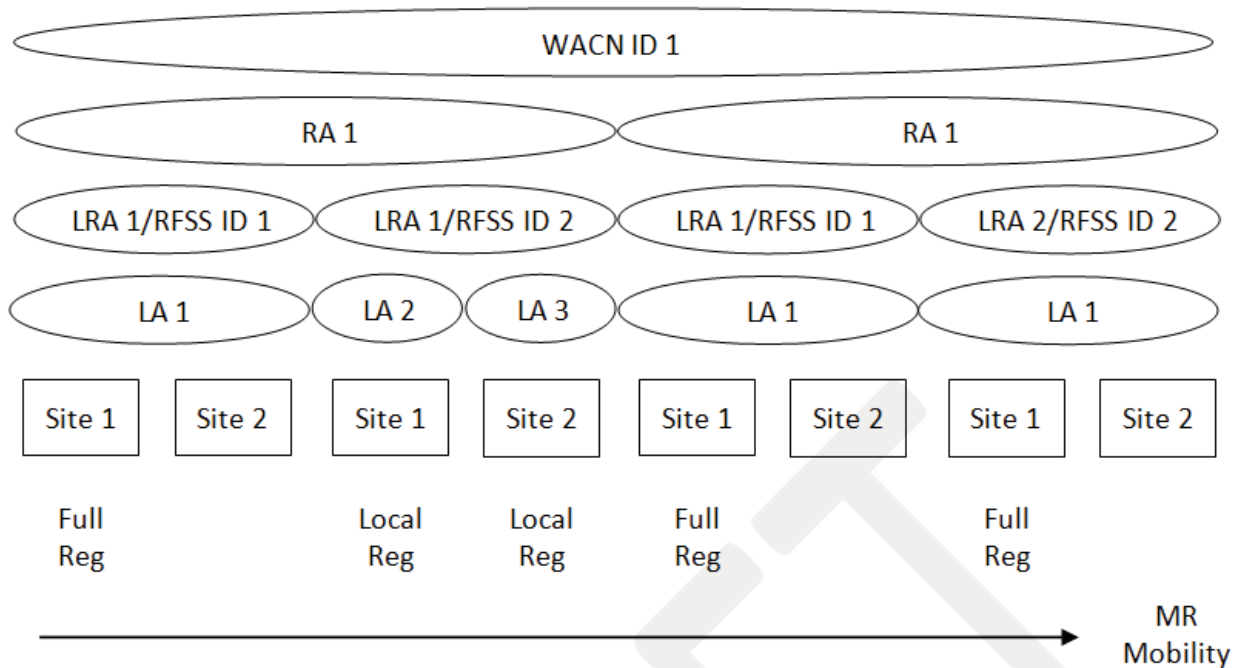 WACN ID 1
RA 1
RA 1
LRA 1/RFSS ID 1
LRA 1/RFSS ID 2
LRA 1/RFSS ID 1
LRA 2/RFSS ID 2
LA 1
LA 2
LA 3
LA 1
LA 1
Site 1
Site 2
Site 1
Site 2
Site 1
Site 2
Site 1
Site 2
Full
Reg
Local
Reg
Local
Reg
Full
Reg
Full
Reg
MR
Mobility